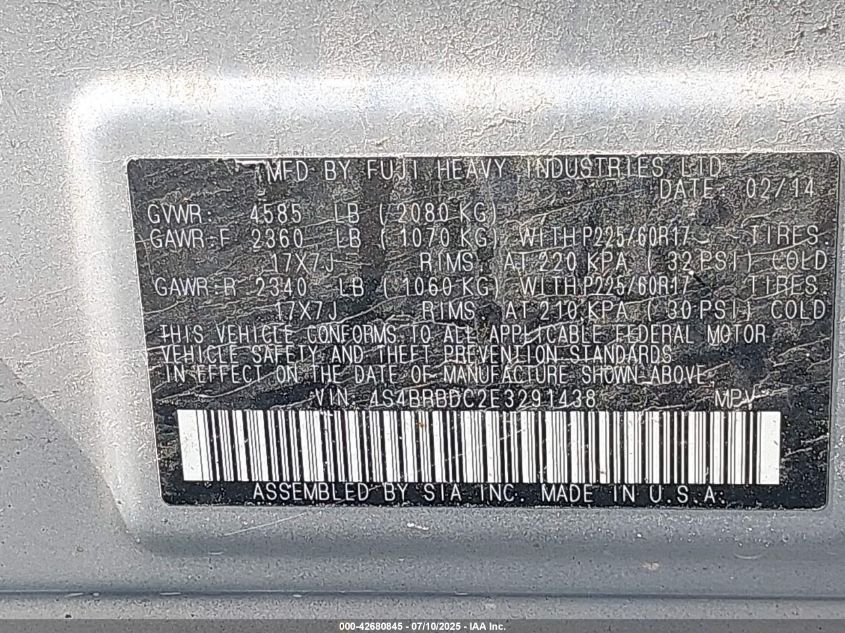 MFD BY FUJI HEAVY INDUSTRIES LTD.
DATE: 02/14
GVWR: 4585 LB ( 2080 KG)
GAWR:F 2360 LB ( 1070 KG) WITH P225/60R17 TIRES.
17X7J RIMS AT 220 KPA ( 32 PSI) COLD
GAWR:R 2340 LB ( 1060 KG) WITH P225/60R17 TIRES.
17X7J RIMS AT 210 KPA ( 30 PSI) COLD
THIS VEHICLE CONFORMS TO ALL APPLICABLE FEDERAL MOTOR
VEHICLE SAFETY AND THEFT PREVENTION STANDARDS
IN EFFECT ON THE DATE OF MANUFACTURE SHOWN ABOVE.
VIN: 4S4BRBDC2E3291438 MPV
ASSEMBLED BY SIA INC. MADE IN U.S.A.
000-42680845 - 07/10/2025 - IAA Inc.